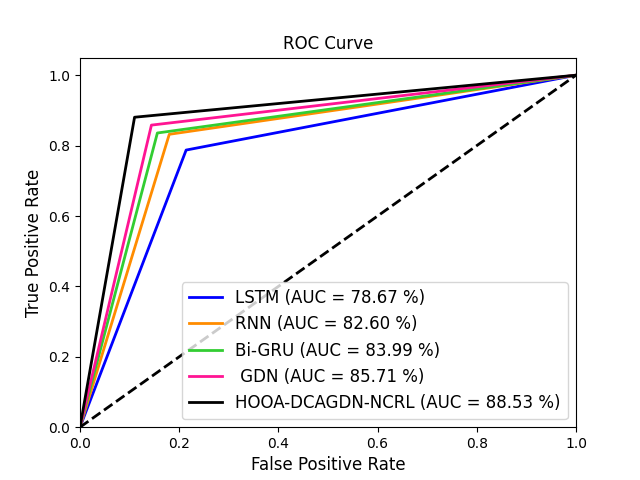 ROC Curve
1.0
0.8
0.6
0.4
0.2
0.0
True Positive Rate
LSTM (AUC = 78.67 %)
RNN (AUC = 82.60 %)
Bi-GRU (AUC = 83.99 %)
GDN (AUC = 85.71 %)
HOOA-DCAGDN-NCRL (AUC = 88.53 %)
0.0 0.2 0.4 0.6 0.8 1.0
False Positive Rate